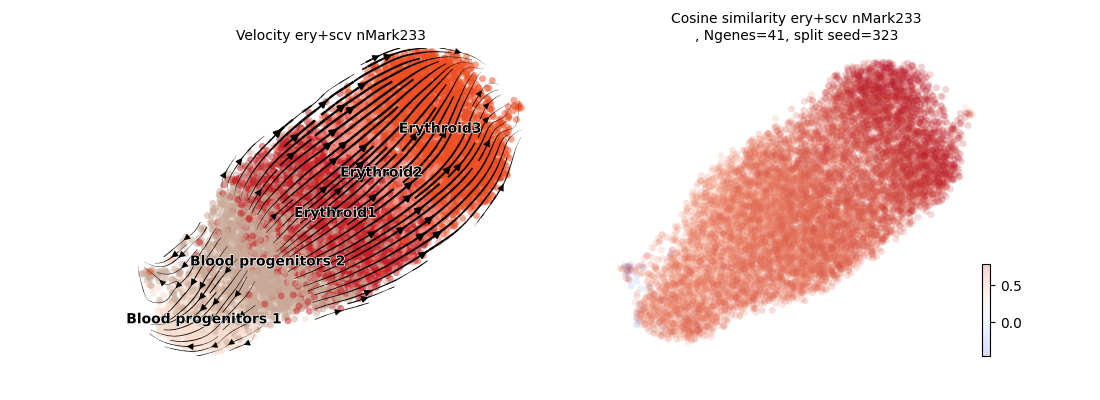 Velocity ery+scv nMark233
Erythroid3
Erythroid2
Erythroid1
Blood progenitors 2
Blood progenitors 1
Cosine similarity ery+scv nMark233
, Ngenes=41, split seed=323
0.5
0.0